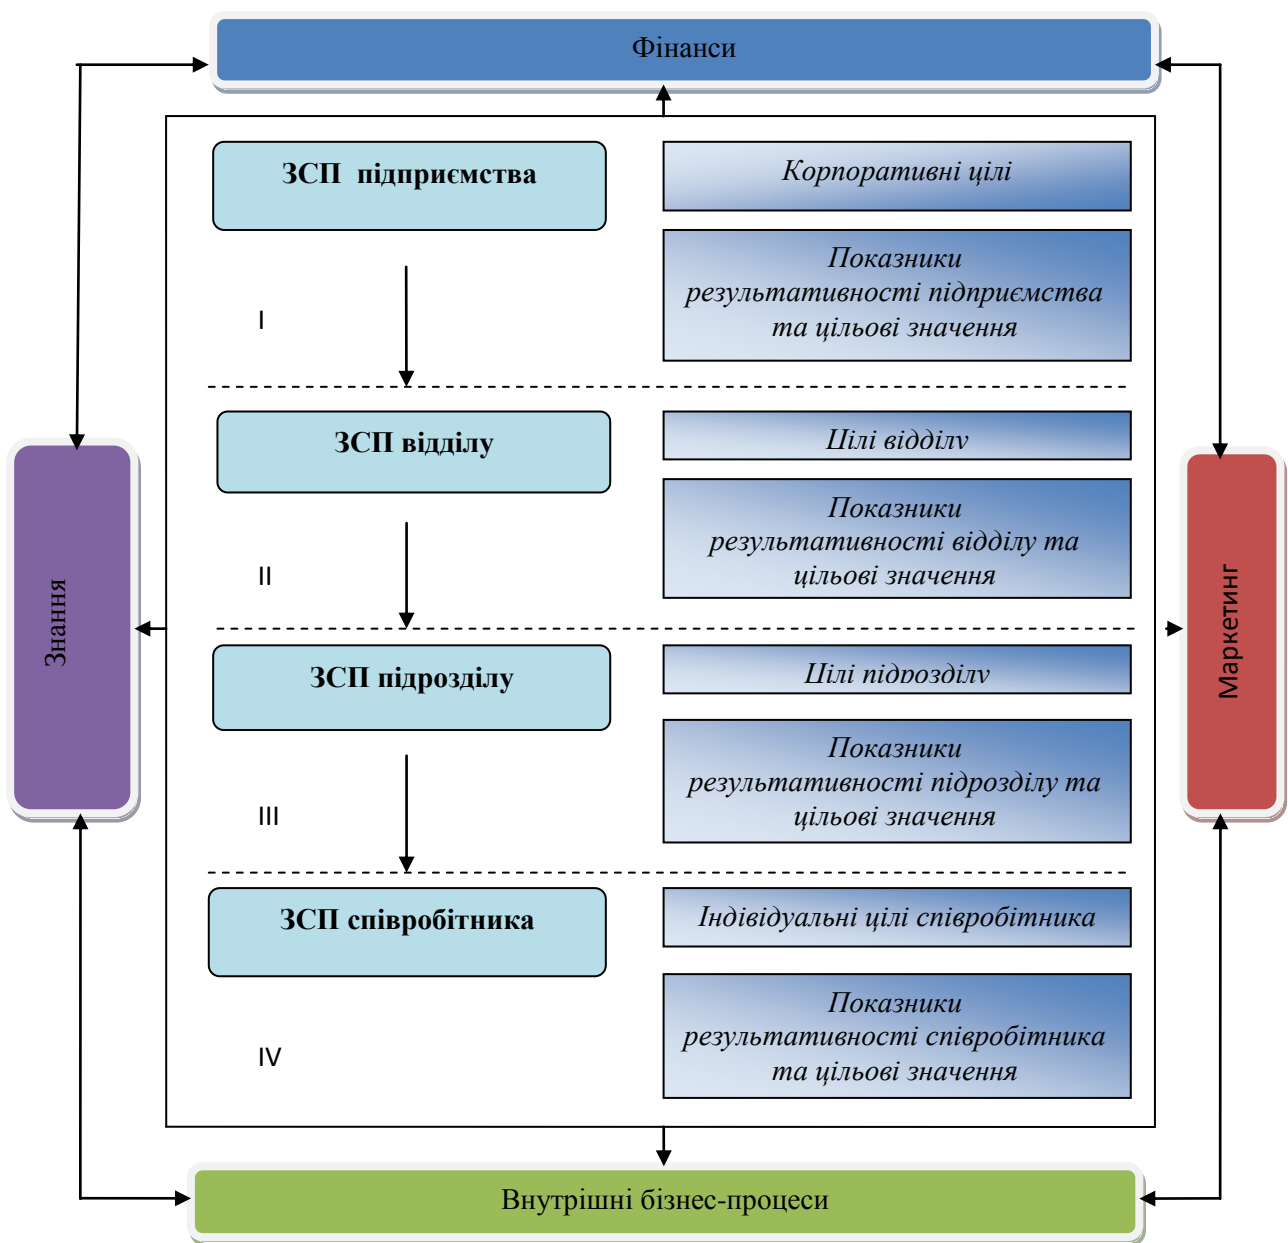 Фінанси
ЗСП підприємства
Корпоративні цілі
Показники
результативності підприємства
та цільові значення
I
ЗСП відділу
Цілі відділу
Показники
результативності відділу та
цільові значення
II
Знання
Маркетинг
ЗСП підрозділу
Цілі підрозділу
Показники
результативності підрозділу та
цільові значення
III
ЗСП співробітника
Індивідуальні цілі співробітника
Показники
результативності співробітника
та цільові значення
IV
Внутрішні бізнес-процеси